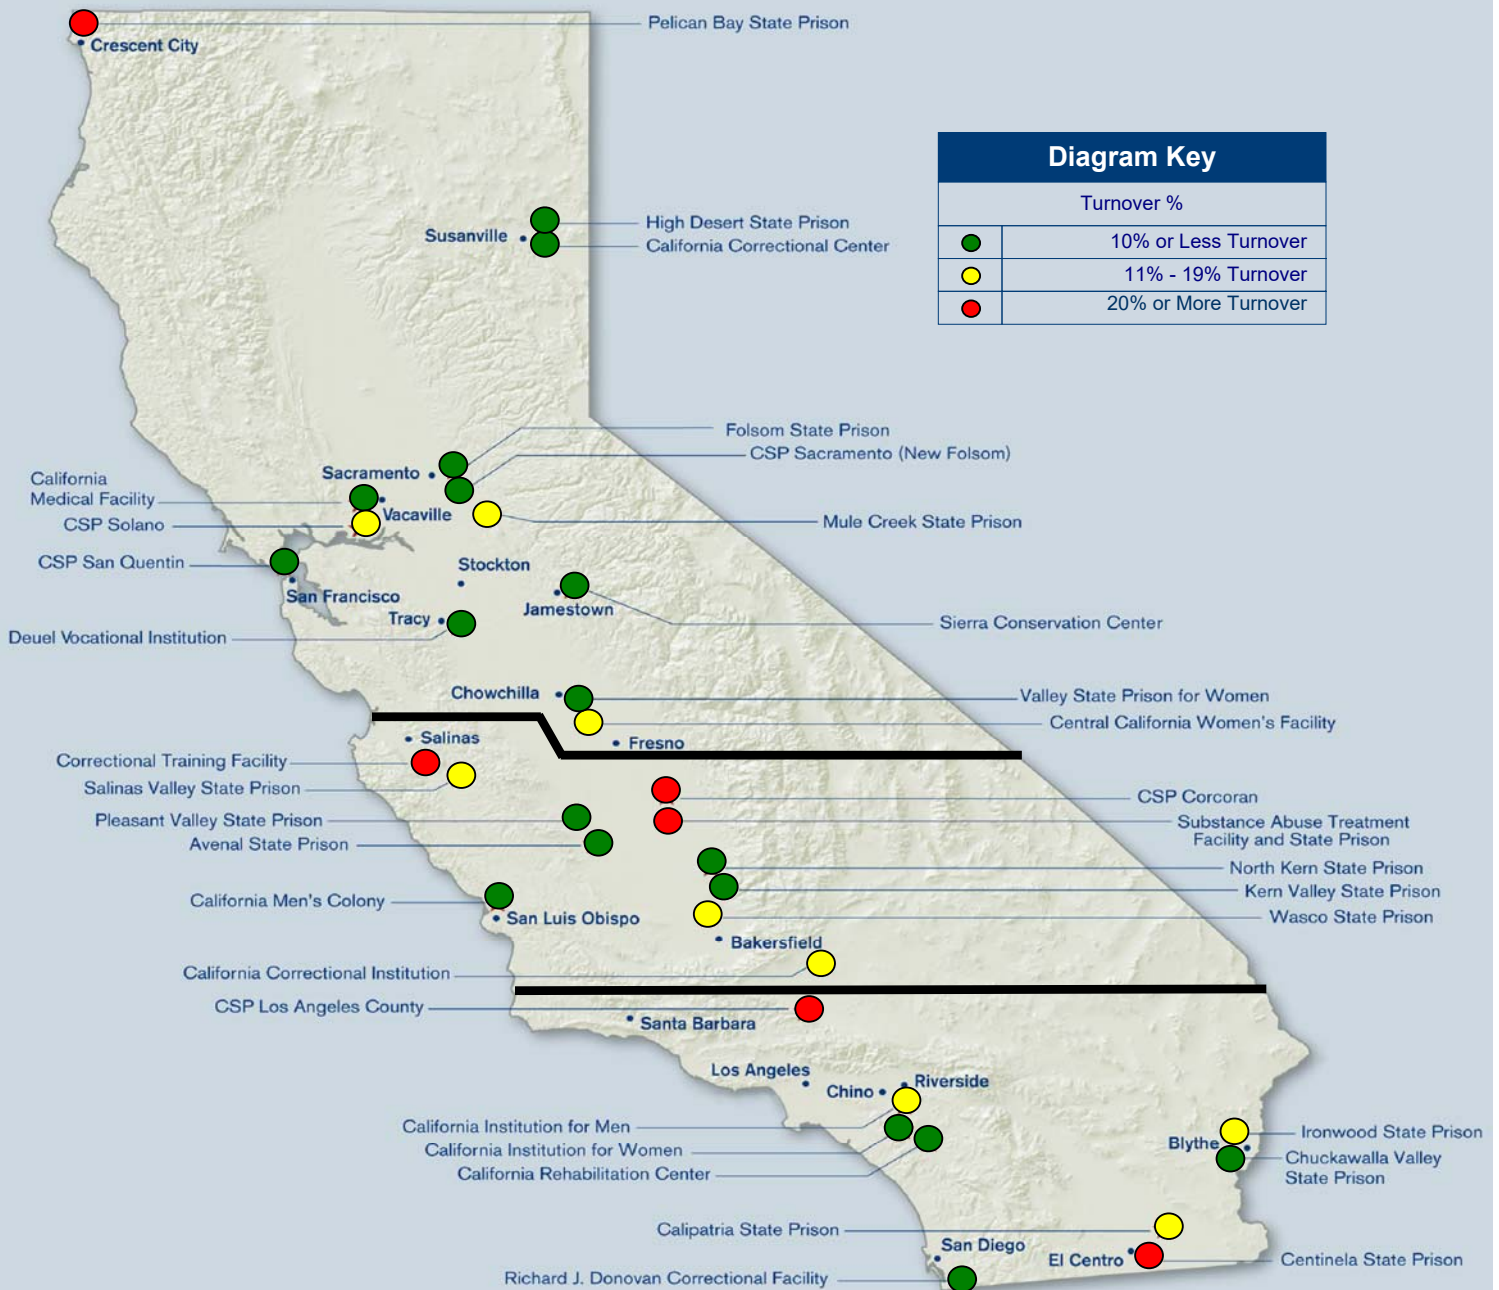 Pelican Bay State Prison
Crescent City
Diagram Key
Turnover %
10% or Less Turnover
11% - 19% Turnover
20% or More Turnover
High Desert State Prison
Susanville
California Correctional Center
Folsom State Prison
CSP Sacramento (New Folsom)
Sacramento
California
Medical Facility
Vacaville
CSP Solano
Mule Creek State Prison
CSP San Quentin
Stockton
San Francisco
Jamestown
Tracy
Sierra Conservation Center
Deuel Vocational Institution
Chowchilla
Valley State Prison for Women
Central California Women's Facility
Salinas
Fresno
Correctional Training Facility
Salinas Valley State Prison
CSP Corcoran
Pleasant Valley State Prison
Substance Abuse Treatment
Facility and State Prison
Avenal State Prison
North Kern State Prison
Kern Valley State Prison
California Men's Colony
San Luis Obispo
Wasco State Prison
Bakersfield
California Correctional Institution
CSP Los Angeles County
Santa Barbara
Los Angeles
Riverside
Chino
California Institution for Men
California Institution for Women
California Rehabilitation Center
Ironwood State Prison
Blythe
Chuckawalla Valley
State Prison
Calipatria State Prison
San Diego
El Centro
Centinela State Prison
Richard J. Donovan Correctional Facility